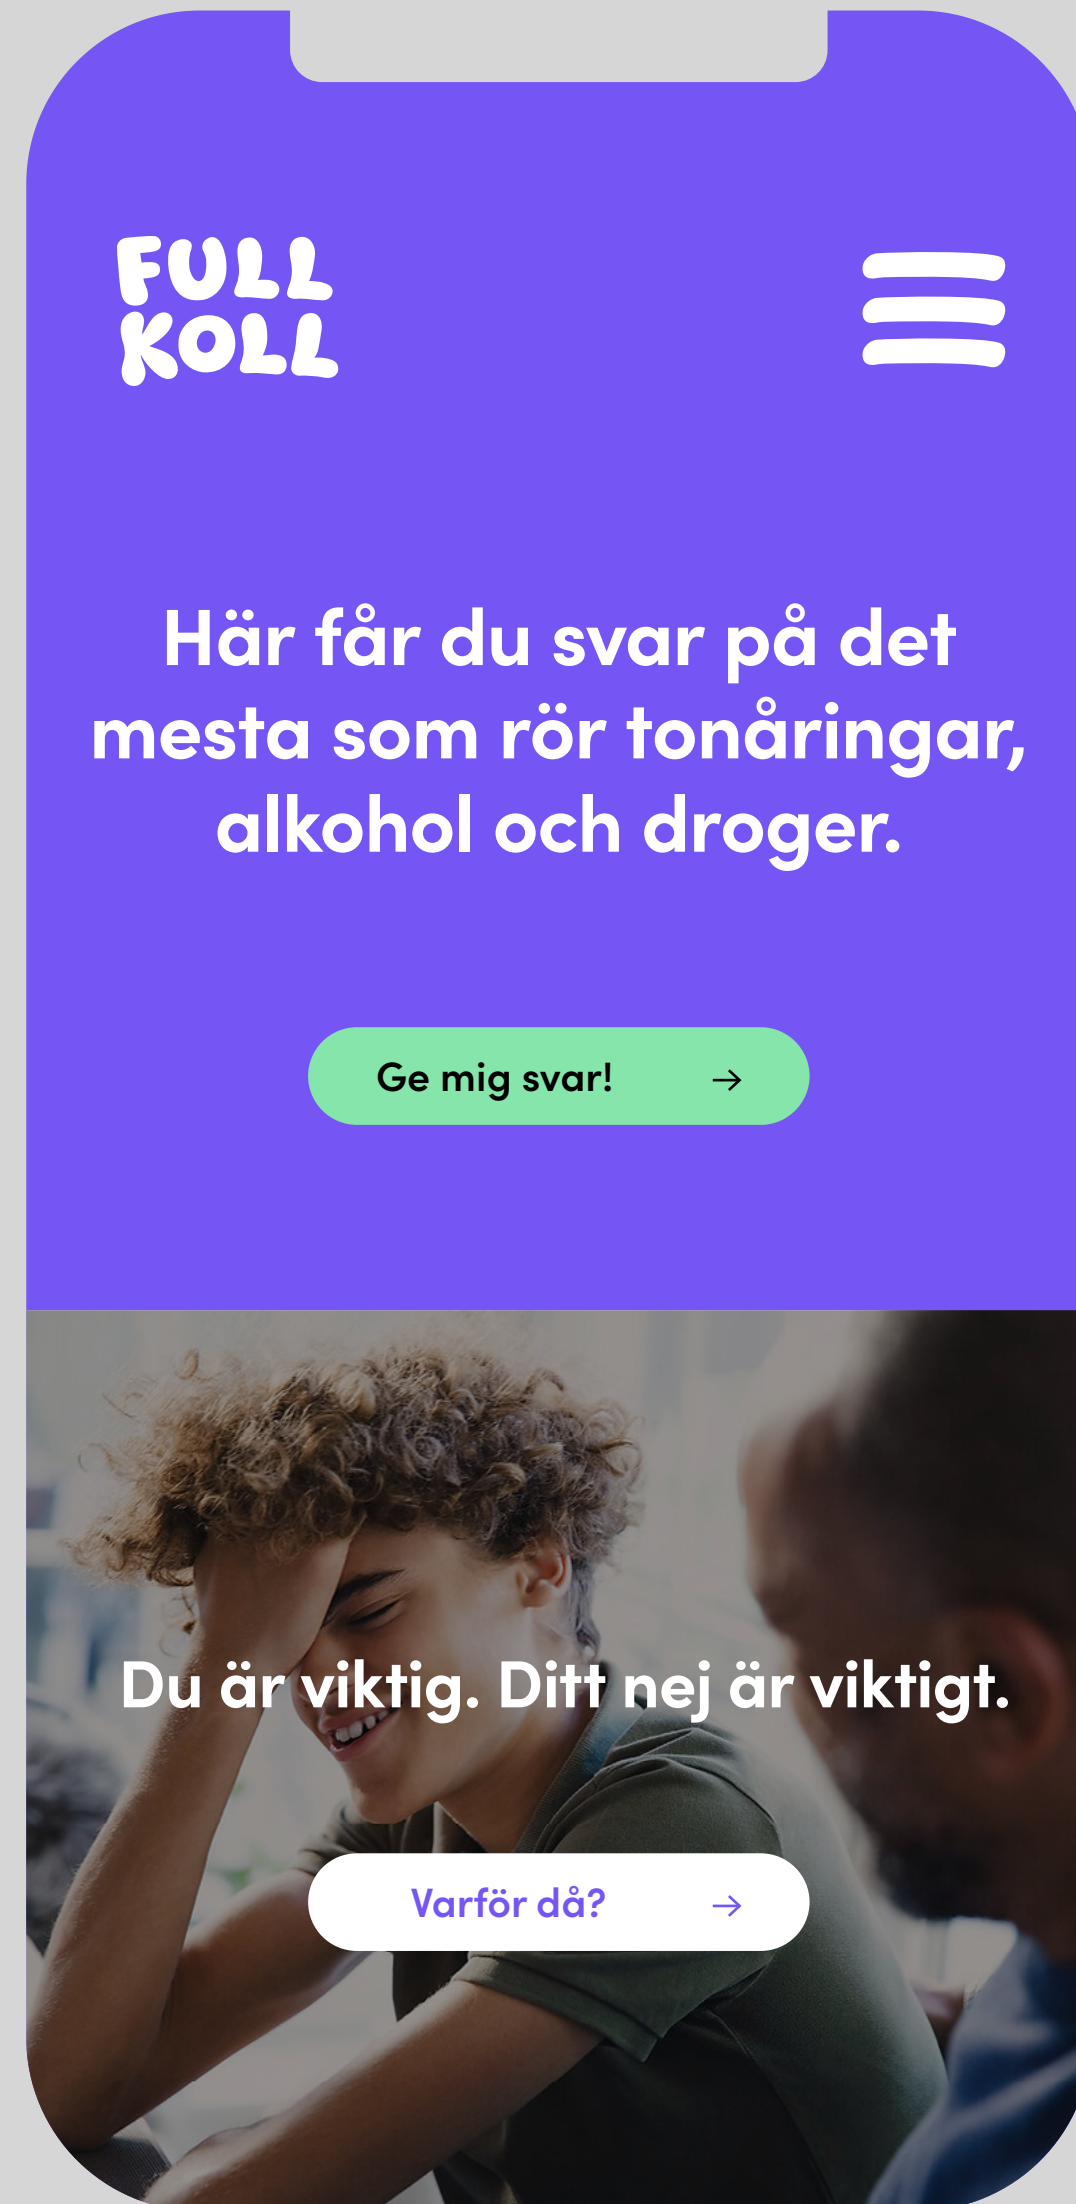 FULL
KOLL
Här får du svar på det
mesta som rör tonåringar,
alkohol och droger.
Ge mig svar! →
Du är viktig. Ditt nej är viktigt.
Varför då? →